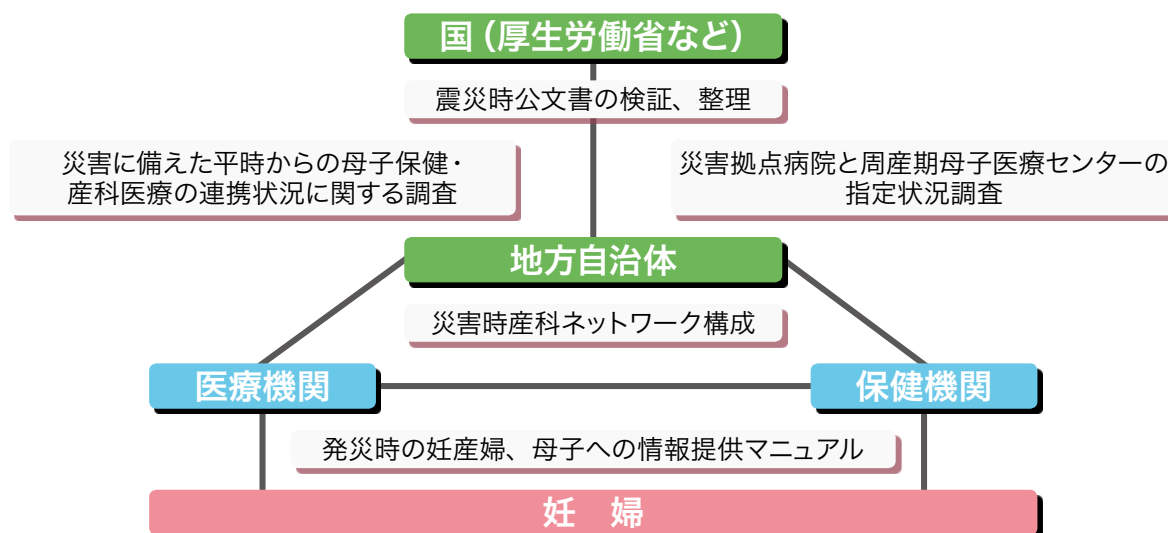 国（厚生労働省など）
震災時公文書の検証、整理
災害に備えた平時からの母子保健・
産科医療の連携状況に関する調査
災害拠点病院と周産期母子医療センターの
指定状況調査
地方自治体
災害時産科ネットワーク構成
医療機関
保健機関
発災時の妊産婦、母子への情報提供マニュアル
妊　婦